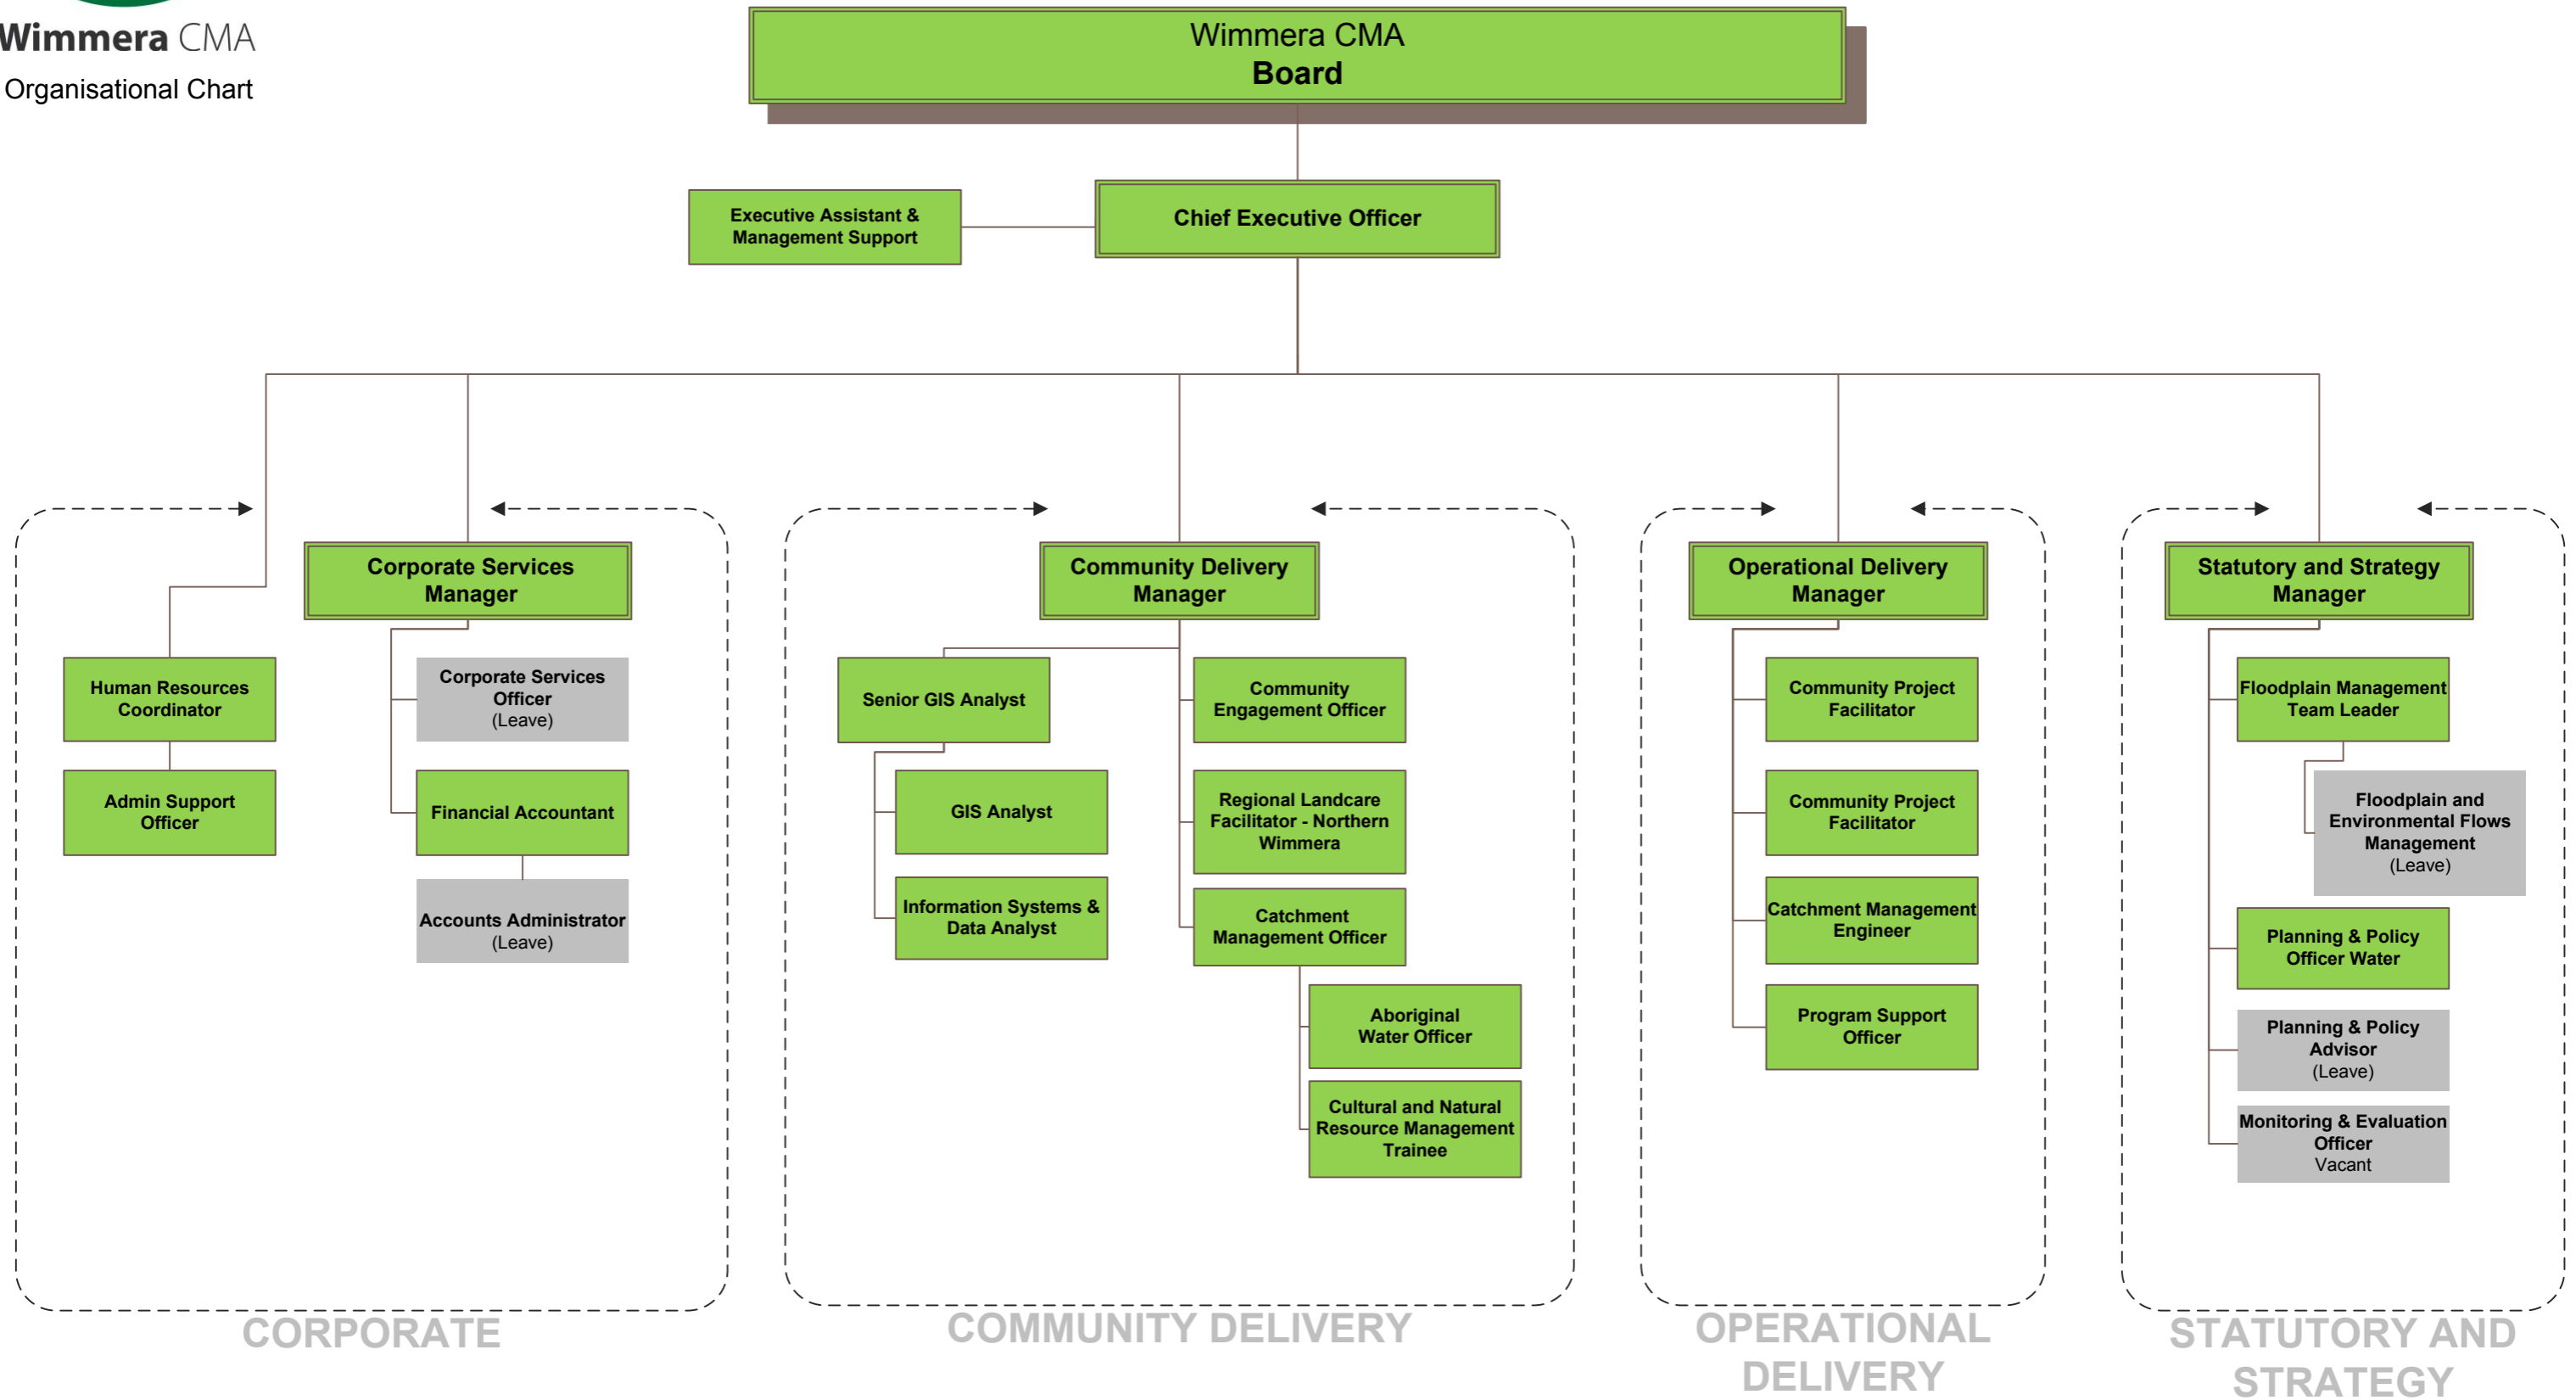 Wimmera CMA
Organisational Chart
Wimmera CMA
Board
Executive Assistant &
Management Support
Chief Executive Officer
Corporate Services
Manager
Human Resources
Coordinator
Admin Support
Officer
Corporate Services
Officer
(Leave)
Financial Accountant
Accounts Administrator
(Leave)
CORPORATE
Community Delivery
Manager
Senior GIS Analyst
GIS Analyst
Information Systems &
Data Analyst
Community
Engagement Officer
Regional Landcare
Facilitator - Northern
Wimmera
Catchment
Management Officer
Aboriginal
Water Officer
Cultural and Natural
Resource Management
Trainee
COMMUNITY DELIVERY
Operational Delivery
Manager
Community Project
Facilitator
Community Project
Facilitator
Catchment Management
Engineer
Program Support
Officer
OPERATIONAL
DELIVERY
Statutory and Strategy
Manager
Floodplain Management
Team Leader
Floodplain and
Environmental Flows
Management
(Leave)
Planning & Policy
Officer Water
Planning & Policy
Advisor
(Leave)
Monitoring & Evaluation
Officer
Vacant
STATUTORY AND
STRATEGY